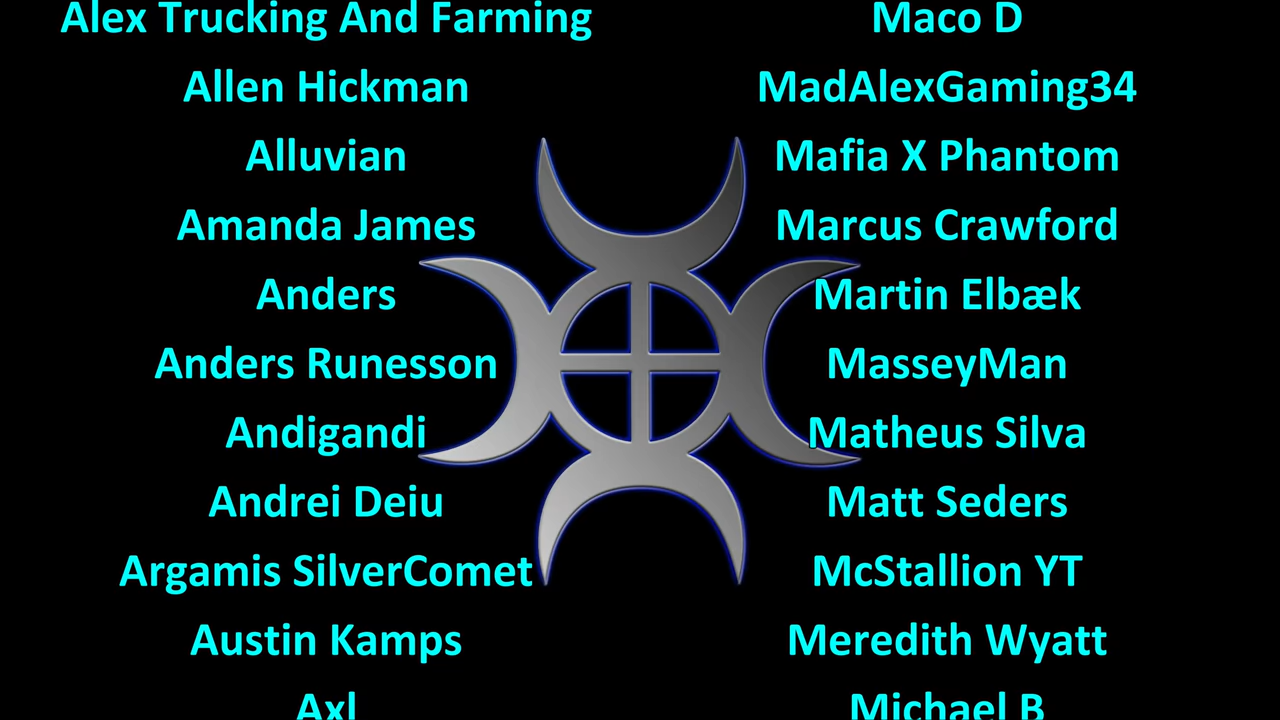 Alex Trucking And Farming
Allen Hickman
Alluvian
Amanda James
Anders
Anders Runesson
Andigandi
Andrei Deiu
Argamis SilverComet
Austin Kamps
Axl
Maco D
MadAlexGaming34
Mafia X Phantom
Marcus Crawford
Martin Elbæk
MasseyMan
Matheus Silva
Matt Seders
McStallion YT
Meredith Wyatt
Michael B